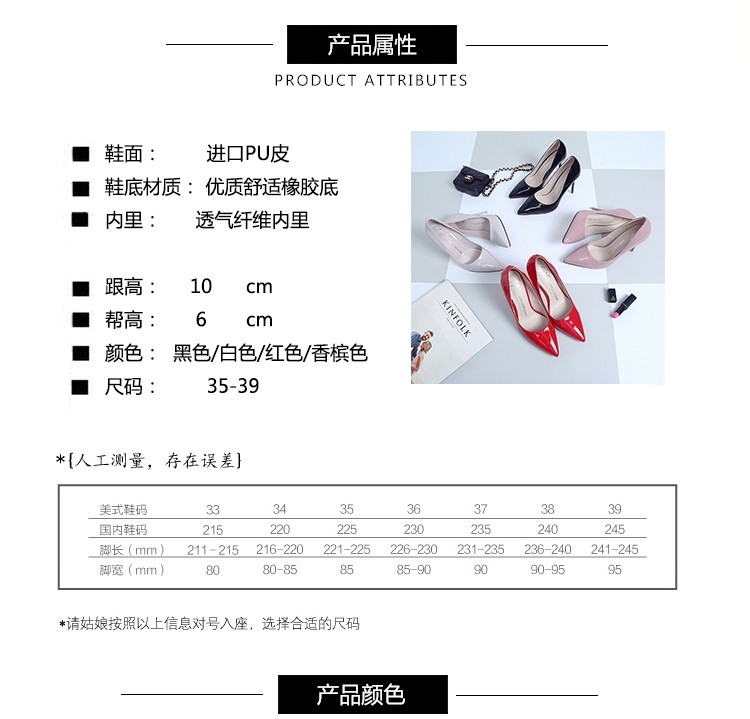 产品属性
PRODUCT ATTRIBUTES
鞋面： 进口PU皮
鞋底材质： 优质舒适橡胶底
内里： 透气纤维内里
跟高： 10 cm
帮高： 6 cm
颜色： 黑色/白色/红色/香槟色
尺码： 35-39
KINFOLK
*{人工测量，存在误差}
美式鞋码 33 34 35 36 37 38 39
国内鞋码 215 220 225 230 235 240 245
脚长（mm） 211-215 216-220 221-225 226-230 231-235 236-240 241-245
脚宽（mm） 80 80-85 85 85-90 90 90-95 95
*请姑娘按照以上信息对号入座，选择合适的尺码
产品颜色